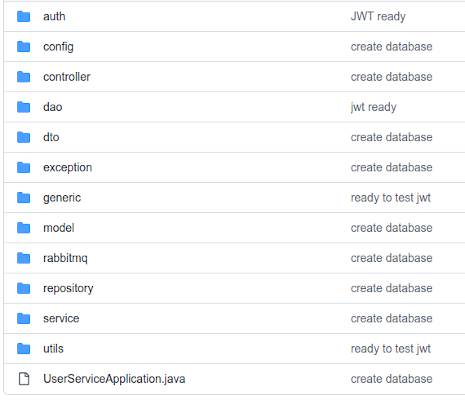 auth JWT ready
config create database
controller create database
dao jwt ready
dto create database
exception create database
generic ready to test jwt
model create database
rabbitmq create database
repository create database
service create database
utils ready to test jwt
UserServiceApplication.java create database